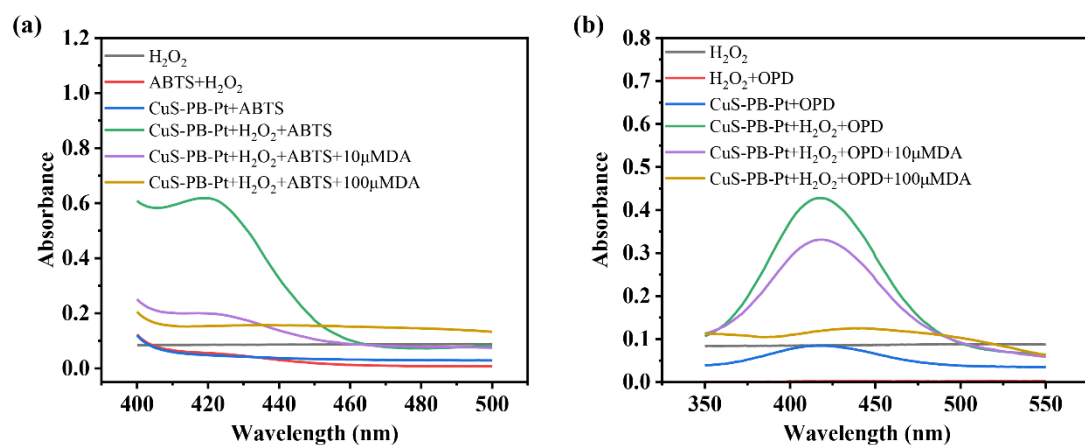 (a)
1.2
1.0
0.8
0.6
0.4
0.2
0.0
Absorbance
H₂O₂
ABTS+H₂O₂
CuS-PB-Pt+ABTS
CuS-PB-Pt+H₂O₂+ABTS
CuS-PB-Pt+H₂O₂+ABTS+10μMDA
CuS-PB-Pt+H₂O₂+ABTS+100μMDA
400 420 440 460 480 500
Wavelength (nm)
(b)
0.8
0.7
0.6
0.5
0.4
0.3
0.2
0.1
0.0
Absorbance
H₂O₂
H₂O₂+OPD
CuS-PB-Pt+OPD
CuS-PB-Pt+H₂O₂+OPD
CuS-PB-Pt+H₂O₂+OPD+10μMDA
CuS-PB-Pt+H₂O₂+OPD+100μMDA
350 400 450 500 550
Wavelength (nm)